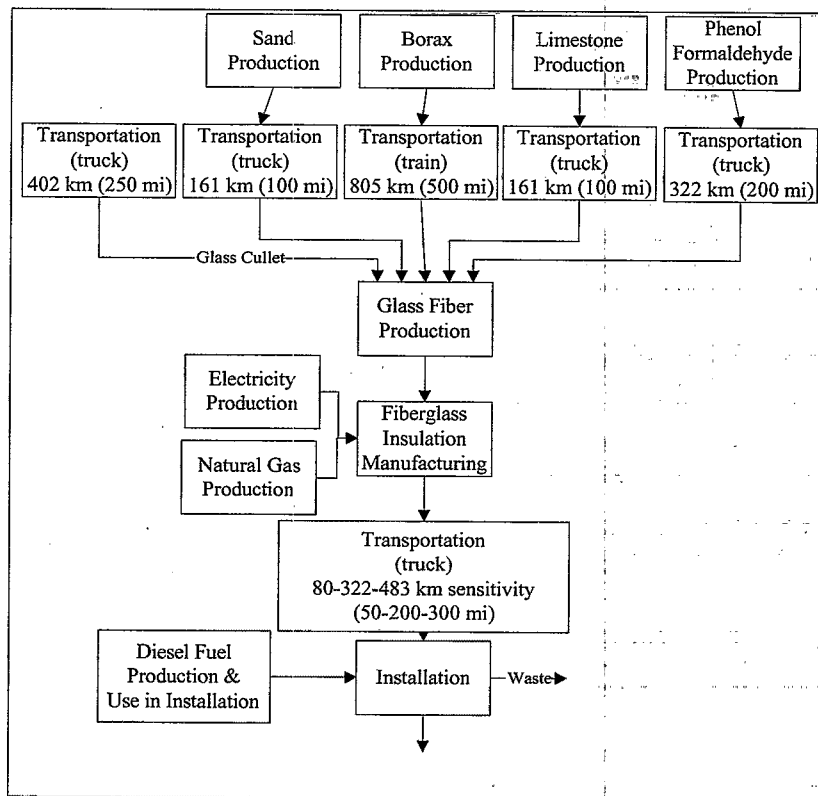 Sand
Production
Borax
Production
Limestone
Production
Phenol
Formaldehyde
Production
Transportation
(truck)
402 km (250 mi)
Transportation
(truck)
161 km (100 mi)
Transportation
(train)
805 km (500 mi)
Transportation
(truck)
161 km (100 mi)
Transportation
(truck)
322 km (200 mi)
Glass Cullet
Glass Fiber
Production
Electricity
Production
Fiberglass
Insulation
Manufacturing
Natural Gas
Production
Transportation
(truck)
80-322-483 km sensitivity
(50-200-300 mi)
Diesel Fuel
Production &
Use in Installation
Installation
Waste